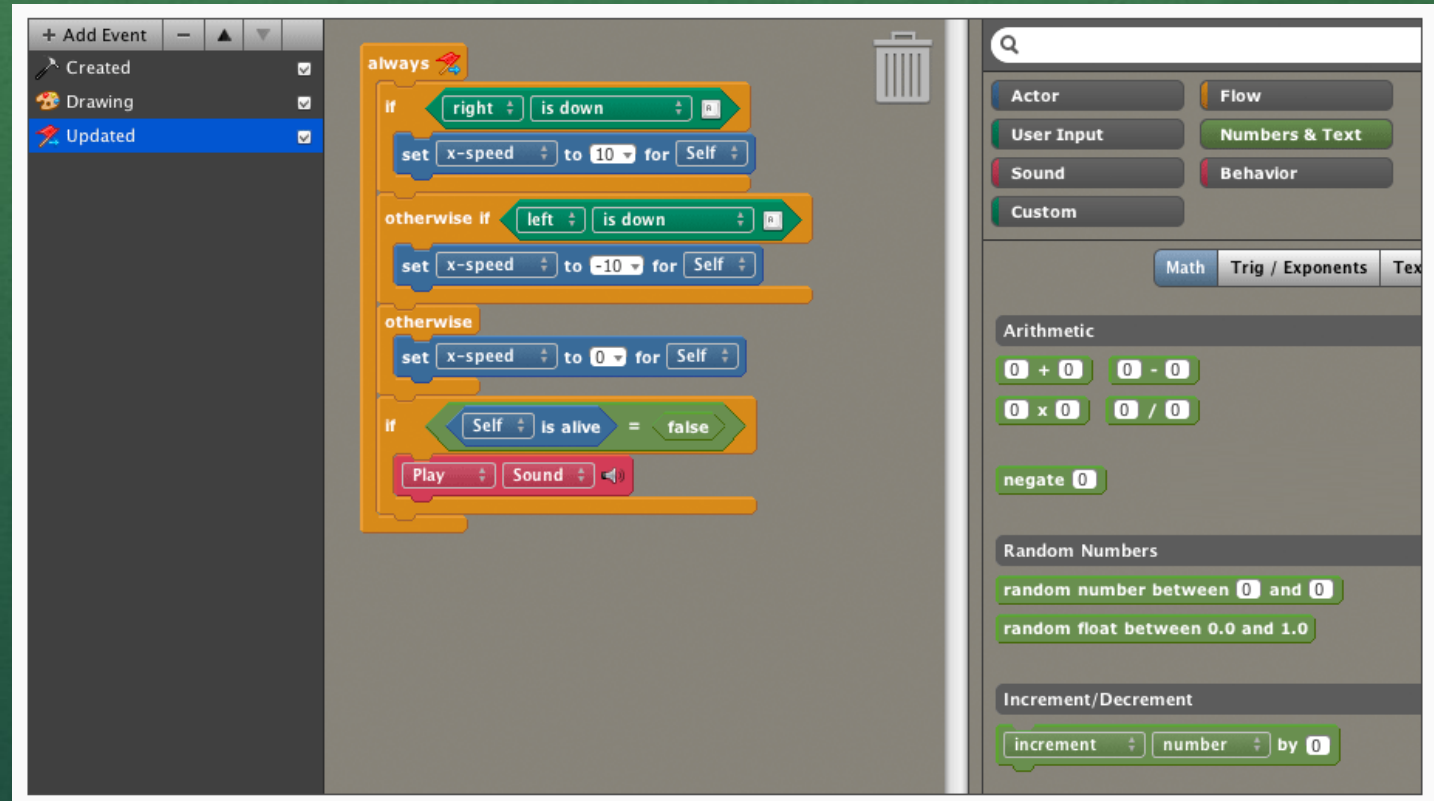 + Add Event −
Created
Drawing
Updated
always
if right is down
set x-speed to 10 for Self
otherwise if left is down
set x-speed to -10 for Self
otherwise
set x-speed to 0 for Self
if Self is alive = false
Play Sound
Actor Flow
User Input Numbers & Text
Sound Behavior
Custom
Math Trig / Exponents Tex
Arithmetic
0 + 0 0 - 0
0 x 0 0 / 0
negate 0
Random Numbers
random number between 0 and 0
random float between 0.0 and 1.0
Increment/Decrement
increment number by 0